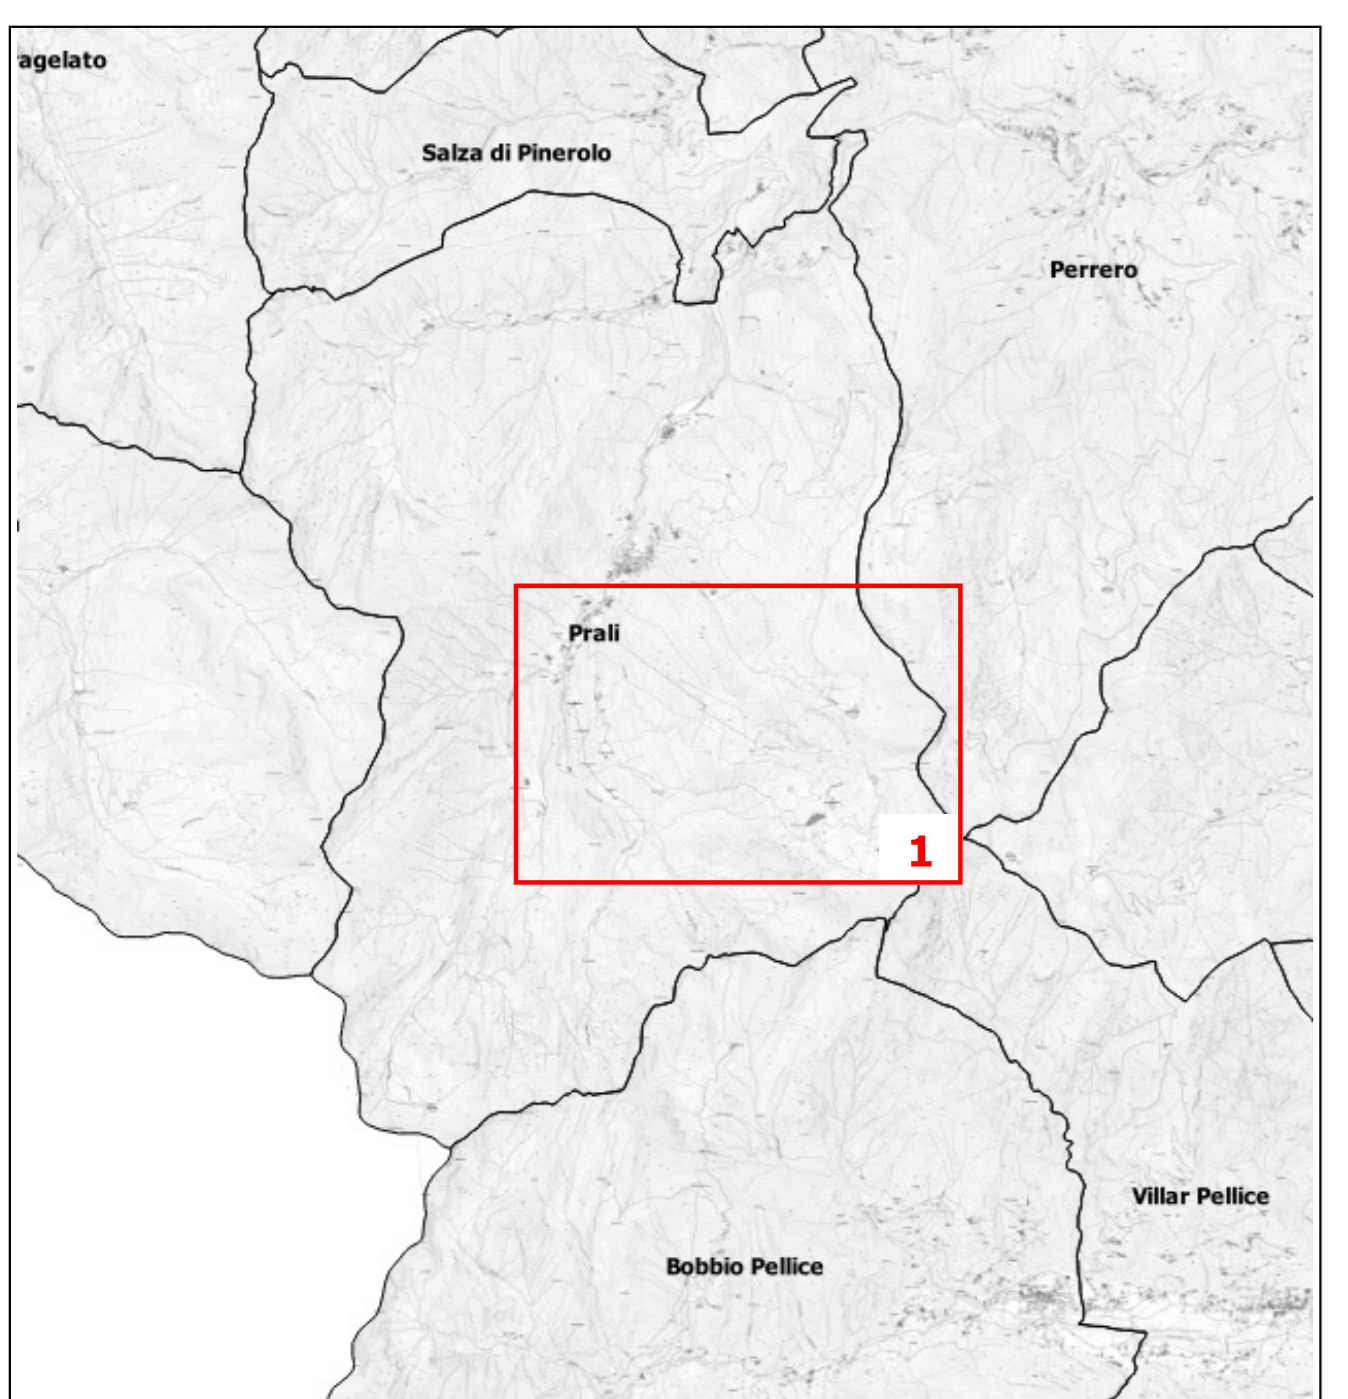 agelato
Salza di Pinerolo
Perrero
Prali
1
Villar Pellice
Bobbio Pellice